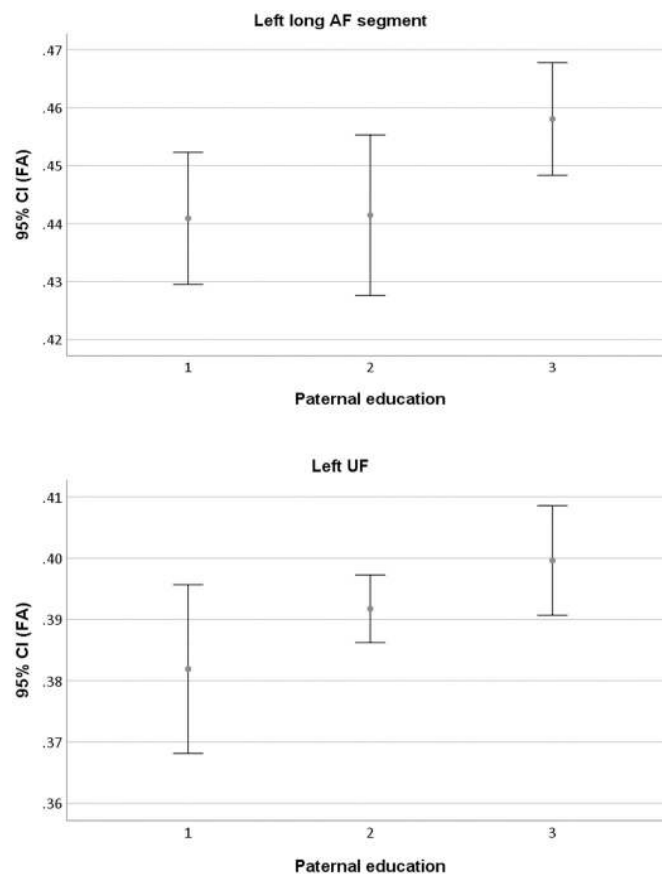 Left long AF segment
95% CI (FA)
.47
.46
.45
.44
.43
.42
1 2 3
Paternal education
Left UF
95% CI (FA)
.41
.40
.39
.38
.37
.36
1 2 3
Paternal education